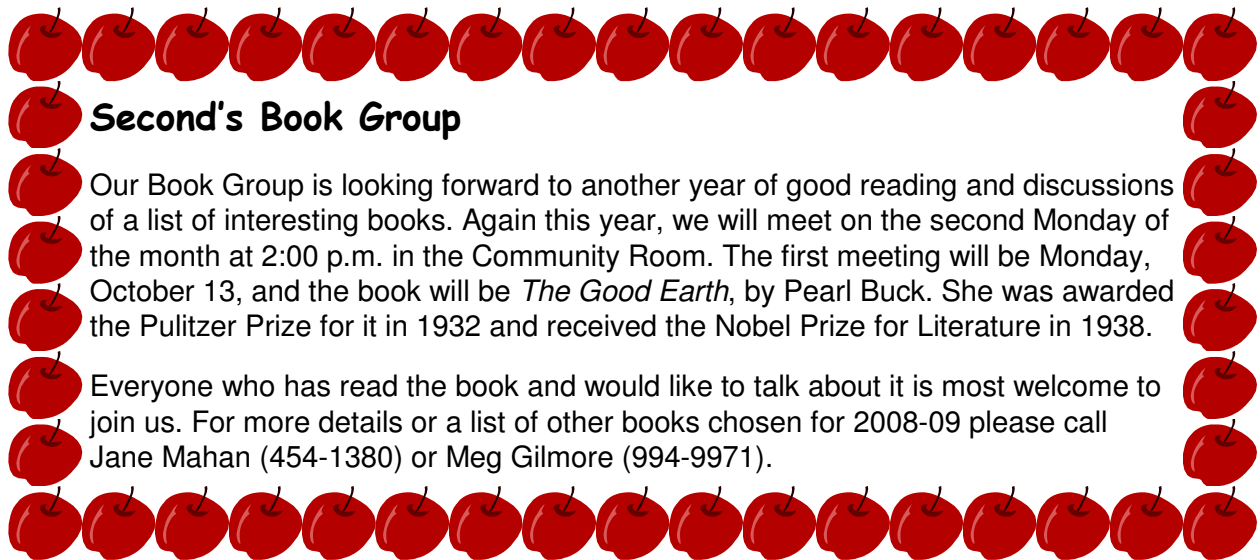 Second's Book Group
Our Book Group is looking forward to another year of good reading and discussions
of a list of interesting books. Again this year, we will meet on the second Monday of
the month at 2:00 p.m. in the Community Room. The first meeting will be Monday,
October 13, and the book will be The Good Earth, by Pearl Buck. She was awarded
the Pulitzer Prize for it in 1932 and received the Nobel Prize for Literature in 1938.
Everyone who has read the book and would like to talk about it is most welcome to
join us. For more details or a list of other books chosen for 2008-09 please call
Jane Mahan (454-1380) or Meg Gilmore (994-9971).